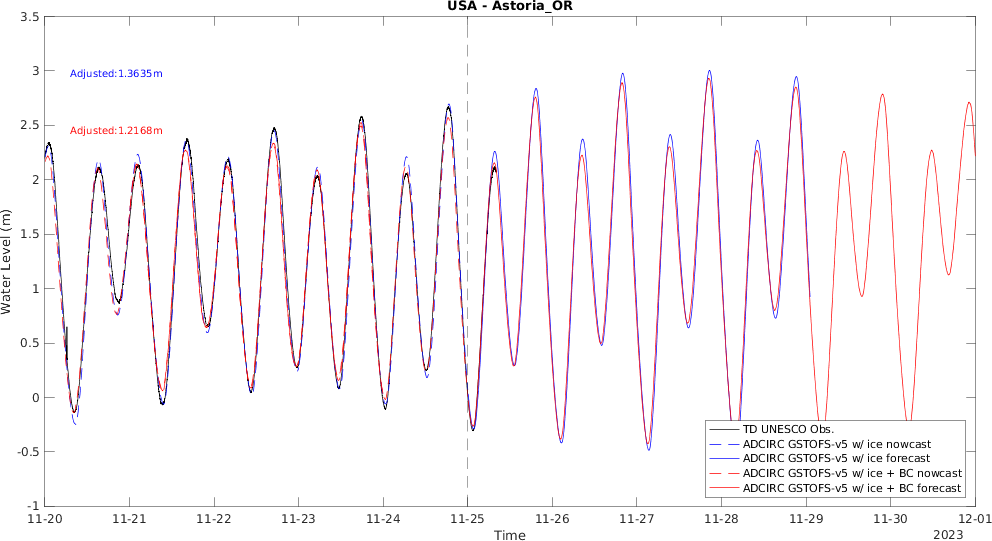 USA - Astoria_OR
3.5
3
2.5
2
1.5
1
0.5
0
-0.5
-1
Water Level (m)
Adjusted:1.3635m
Adjusted:1.2168m
TD UNESCO Obs.
ADCIRC GSTOFS-v5 w/ ice nowcast
ADCIRC GSTOFS-v5 w/ ice forecast
ADCIRC GSTOFS-v5 w/ ice + BC nowcast
ADCIRC GSTOFS-v5 w/ ice + BC forecast
11-20 11-21 11-22 11-23 11-24 11-25 11-26 11-27 11-28 11-29 11-30 12-01
Time
2023